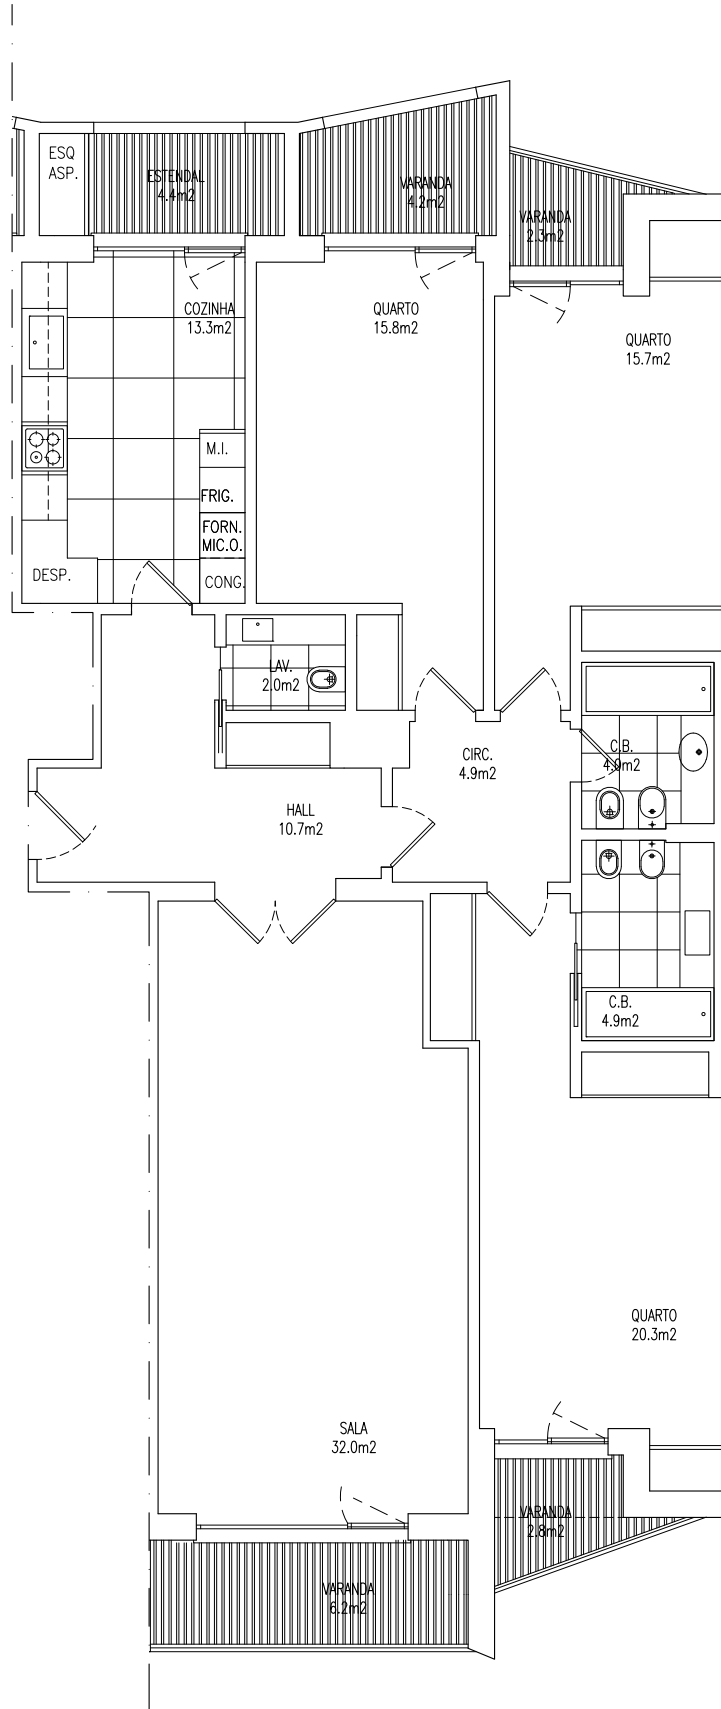 ESQ
ASP.
ESTENDAL
4.4m2
VARANDA
4.2m2
VARANDA
2.3m2
COZINHA
13.3m2
QUARTO
15.8m2
QUARTO
15.7m2
M.I.
FRIG.
FORN.
MIC.O.
CONG.
DESP.
LAV.
2.0m2
CIRC.
4.9m2
C.B.
4.0m2
HALL
10.7m2
C.B.
4.9m2
QUARTO
20.3m2
SALA
32.0m2
VARANDA
2.8m2
VARANDA
6.2m2